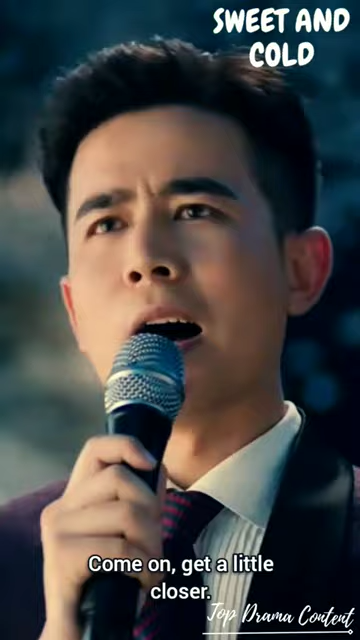 SWEET AND
COLD
Come on, get a little
closer.
Top Drama Content